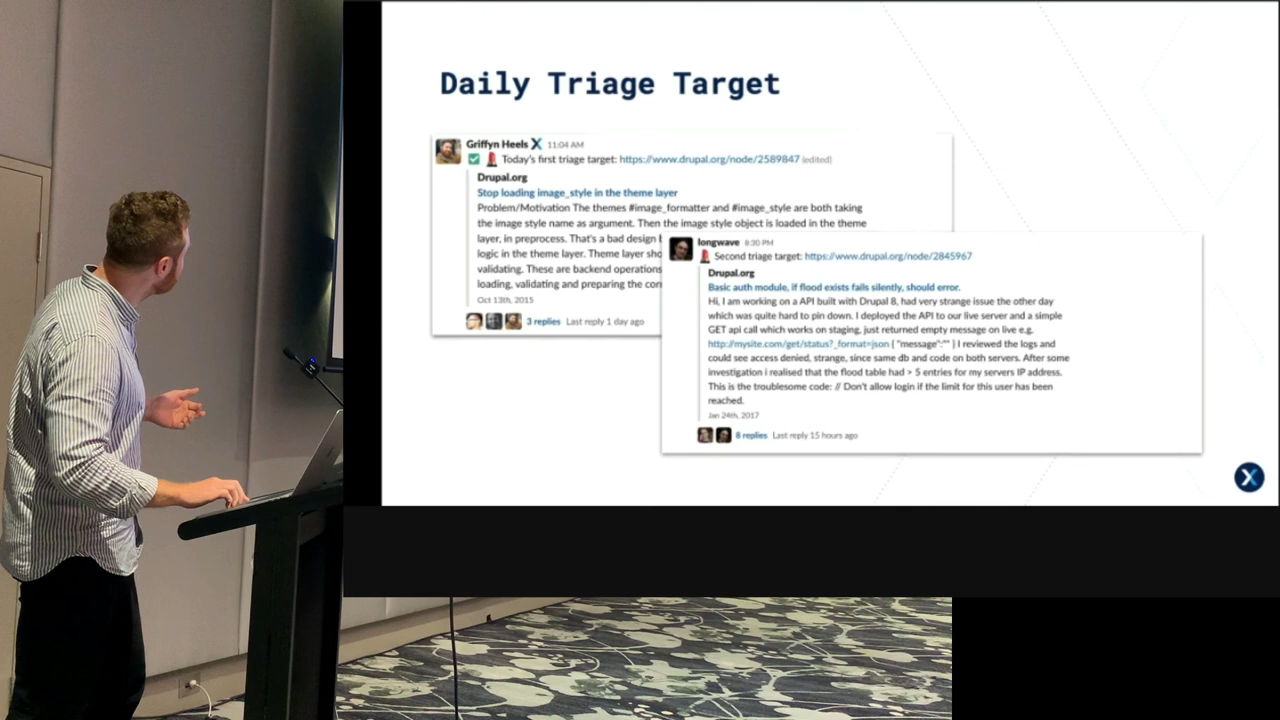 Daily Triage Target
Griffyn Heels 11:04 AM
Today's first triage target: https://www.drupal.org/node/2589847 (edited)
Drupal.org
Stop loading image_style in the theme layer
Problem/Motivation The themes #image_formatter and #image_style are both taking
the image style name as argument. Then the image style object is loaded in the theme
layer, in preprocess. That's a bad design
logic in the theme layer. Theme layer
validating. These are backend operations
loading, validating and preparing the
Oct 13th, 2015
3 replies Last reply 1 day ago
longwave 8:30 PM
Second triage target: https://www.drupal.org/node/2845967
Drupal.org
Basic auth module, if flood exists fails silently, should error.
Hi, I am working on a API built with Drupal 8, had very strange issue the other day
which was quite hard to pin down. I deployed the API to our live server and a simple
GET api call which works on staging, just returned empty message on live e.g.
http://mysite.com/get/status?_format=json { "message":"" } I reviewed the logs and
could see access denied, strange, since same db and code on both servers. After some
investigation i realised that the flood table had > 5 entries for my servers IP address.
This is the troublesome code: // Don't allow login if the limit for this user has been
reached.
Jan 24th, 2017
8 replies Last reply 15 hours ago